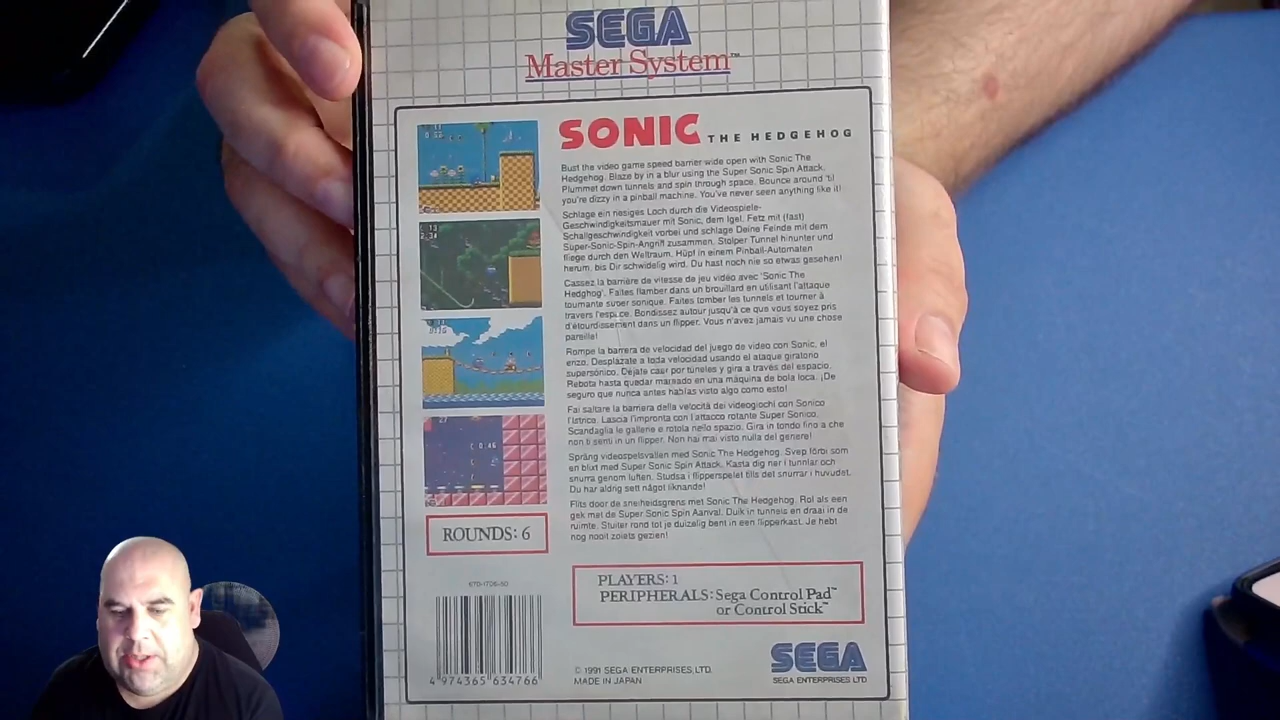 SEGA
Master System™
SONIC THE HEDGEHOG
Bust the video game speed barrier wide open with Sonic The
Hedgehog. Blaze by in a blur using the Super Sonic Spin Attack.
Plummet down tunnels and spin through space. Bounce around 'til
you're dizzy in a pinball machine. You've never seen anything like it!
Schlage ein riesiges Loch durch die Videospiele-
Geschwindigkeitsmauer mit Sonic, dem Igel. Fetz mit (fast)
Schallgeschwindigkeit vorbei und schlage Deine Feinde mit dem
Super-Sonic-Spin-Angriff zusammen. Stolper Tunnel hinunter und
fliege durch den Weltraum. Hüpf in einem Pinball-Automaten
herum, bis Dir schwidelig wird. Du hast noch nie so etwas gesehen!
Cassez la barrière de vitesse de jeu vidéo avec 'Sonic The
Hedghog'. Faites flamber dans un brouillard en utilisant l'attaque
tournante super sonique. Faites tomber les tunnels et tourner à
travers l'espace. Bondissez autour jusqu'à ce que vous soyez pris
d'étourdissement dans un flipper. Vous n'avez jamais vu une chose
pareille!
Rompe la barrera de velocidad del juego de video con Sonic, el
erizo. Desplázate a toda velocidad usando el ataque giratorio
supersónico. Déjate caer por túneles y gira a través del espacio.
Rebota hasta quedar mareado en una máquina de bola loca. ¡De
seguro que nunca antes habías visto algo como esto!
Fai saltare la barriera della velocità dei videogiochi con Sonico
l'Istrico. Lascia l'impronta con l'attacco rotante Super Sonico.
Scandaglia le gallerie e rotola nello spazio. Gira in tondo fino a che
non ti senti in un flipper. Non hai mai visto nulla del genere!
Spräng videospelsvallen med Sonic The Hedgehog. Svep förbi som
en blixt med Super Sonic Spin Attack. Kasta dig ner i tunnlar och
snurra genom luften. Studsa i flipperspelet tills det snurrar i huvudet.
Du har aldrig sett något liknande!
Flits door de snelheidsgrens met Sonic The Hedgehog. Rol als een
gek met de Super Sonic Spin Aanval. Duik in tunnels en draai in de
ruimte. Stuiter rond tot je duizelig bent in een flipperkast. Je hebt
nog nooit zoiets gezien!
ROUNDS: 6
PLAYERS: 1
PERIPHERALS: Sega Control Pad™
or Control Stick™
4 974365 634766
© 1991 SEGA ENTERPRISES, LTD.
MADE IN JAPAN
SEGA
SEGA ENTERPRISES LTD